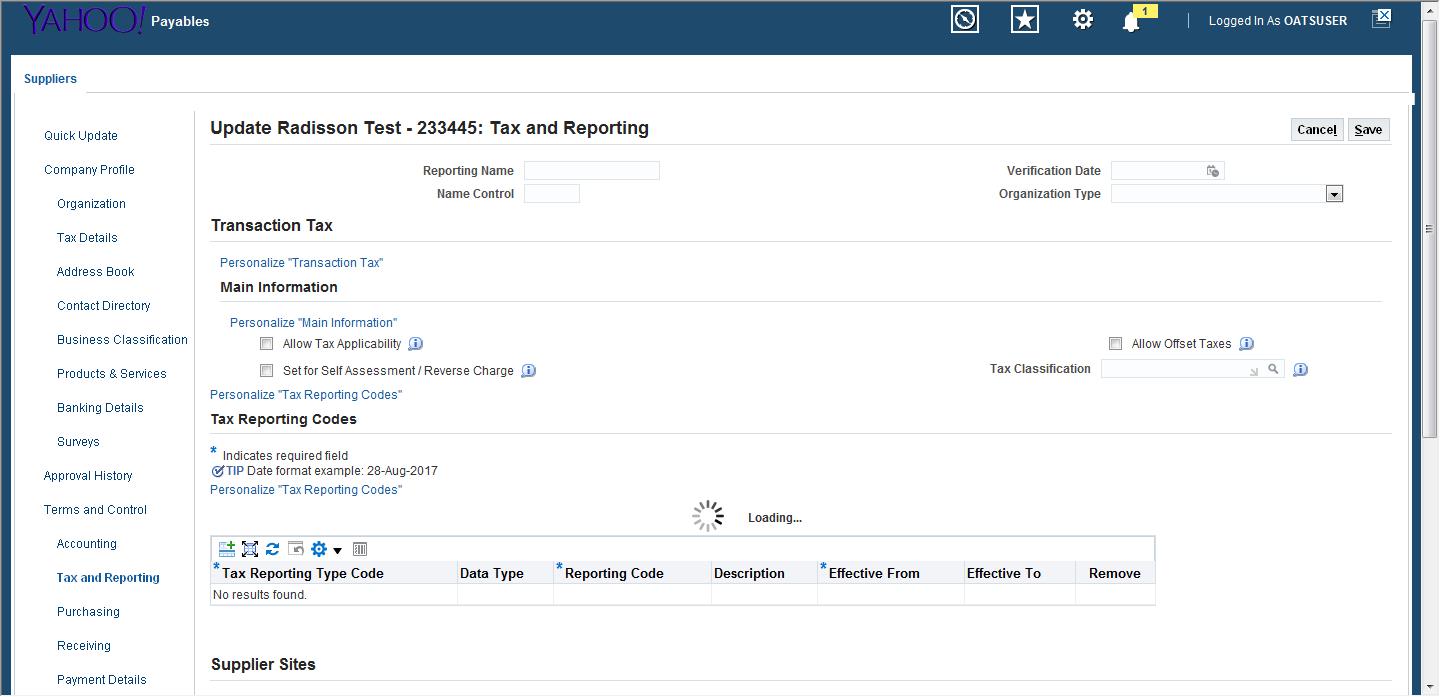 YAHOO! Payables
1
Logged In As OATSUSER
Suppliers
Quick Update
Company Profile
Organization
Tax Details
Address Book
Contact Directory
Business Classification
Products & Services
Banking Details
Surveys
Approval History
Terms and Control
Accounting
Tax and Reporting
Purchasing
Receiving
Payment Details
Update Radisson Test - 233445: Tax and Reporting
Cancel Save
Reporting Name
Verification Date
Name Control
Organization Type
Transaction Tax
Personalize "Transaction Tax"
Main Information
Personalize "Main Information"
Allow Tax Applicability
Allow Offset Taxes
Set for Self Assessment / Reverse Charge
Tax Classification
Personalize "Tax Reporting Codes"
Tax Reporting Codes
* Indicates required field
TIP Date format example: 28-Aug-2017
Personalize "Tax Reporting Codes"
Loading...
* Tax Reporting Type Code Data Type * Reporting Code Description * Effective From Effective To Remove
No results found.
Supplier Sites